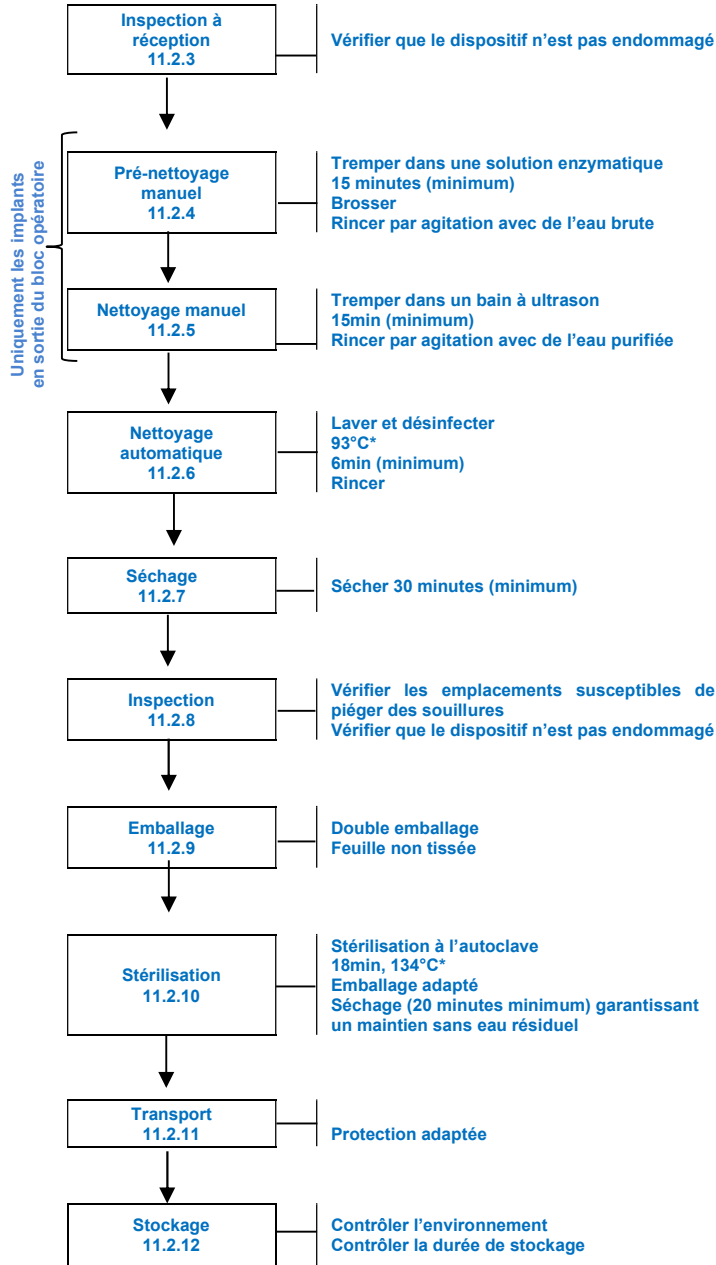 Inspection à
réception
11.2.3
Vérifier que le dispositif n'est pas endommagé
Uniquement les implants
en sortie du bloc opératoire
Pré-nettoyage
manuel
11.2.4
Tremper dans une solution enzymatique
15 minutes (minimum)
Brosser
Rincer par agitation avec de l'eau brute
Nettoyage manuel
11.2.5
Tremper dans un bain à ultrason
15min (minimum)
Rincer par agitation avec de l'eau purifiée
Nettoyage
automatique
11.2.6
Laver et désinfecter
93°C*
6min (minimum)
Rincer
Séchage
11.2.7
Sécher 30 minutes (minimum)
Inspection
11.2.8
Vérifier les emplacements susceptibles de
piéger des souillures
Vérifier que le dispositif n'est pas endommagé
Emballage
11.2.9
Double emballage
Feuille non tissée
Stérilisation
11.2.10
Stérilisation à l'autoclave
18min, 134°C*
Emballage adapté
Séchage (20 minutes minimum) garantissant
un maintien sans eau résiduel
Transport
11.2.11
Protection adaptée
Stockage
11.2.12
Contrôler l'environnement
Contrôler la durée de stockage